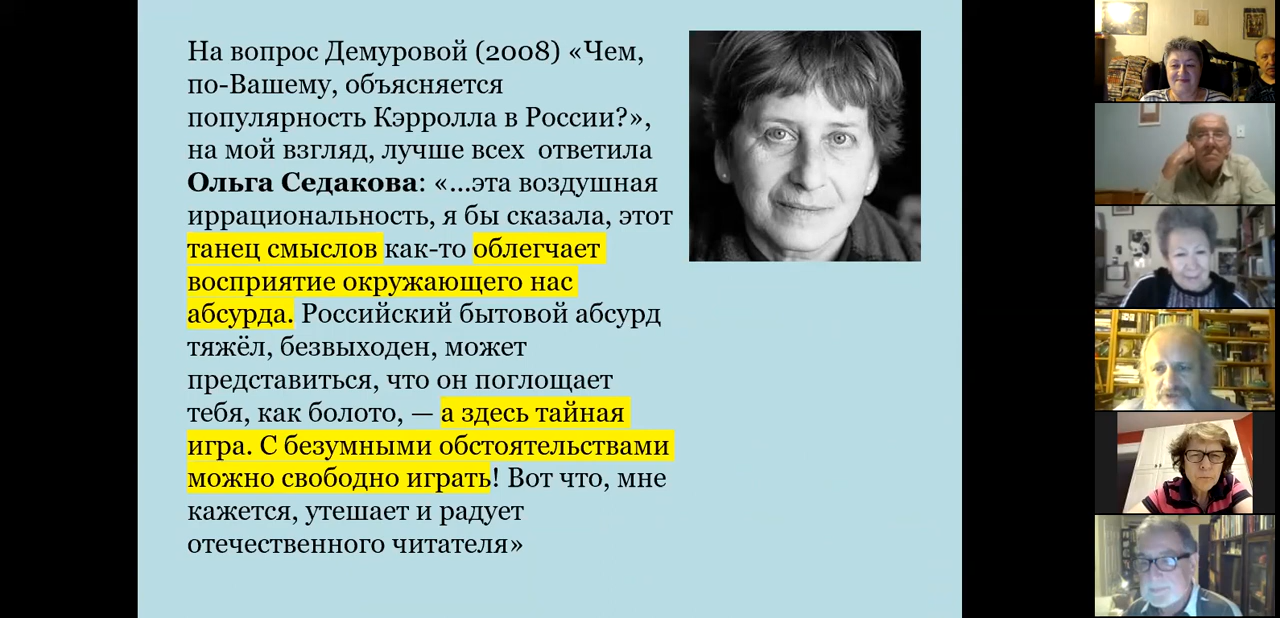 На вопрос Демуровой (2008) «Чем,
по-Вашему, объясняется
популярность Кэрролла в России?»,
на мой взгляд, лучше всех ответила
Ольга Седакова: «...эта воздушная
иррациональность, я бы сказала, этот
танец смыслов как-то облегчает
восприятие окружающего нас
абсурда. Российский бытовой абсурд
тяжёл, безвыходен, может
представиться, что он поглощает
тебя, как болото, — а здесь тайная
игра. С безумными обстоятельствами
можно свободно играть! Вот что, мне
кажется, утешает и радует
отечественного читателя»